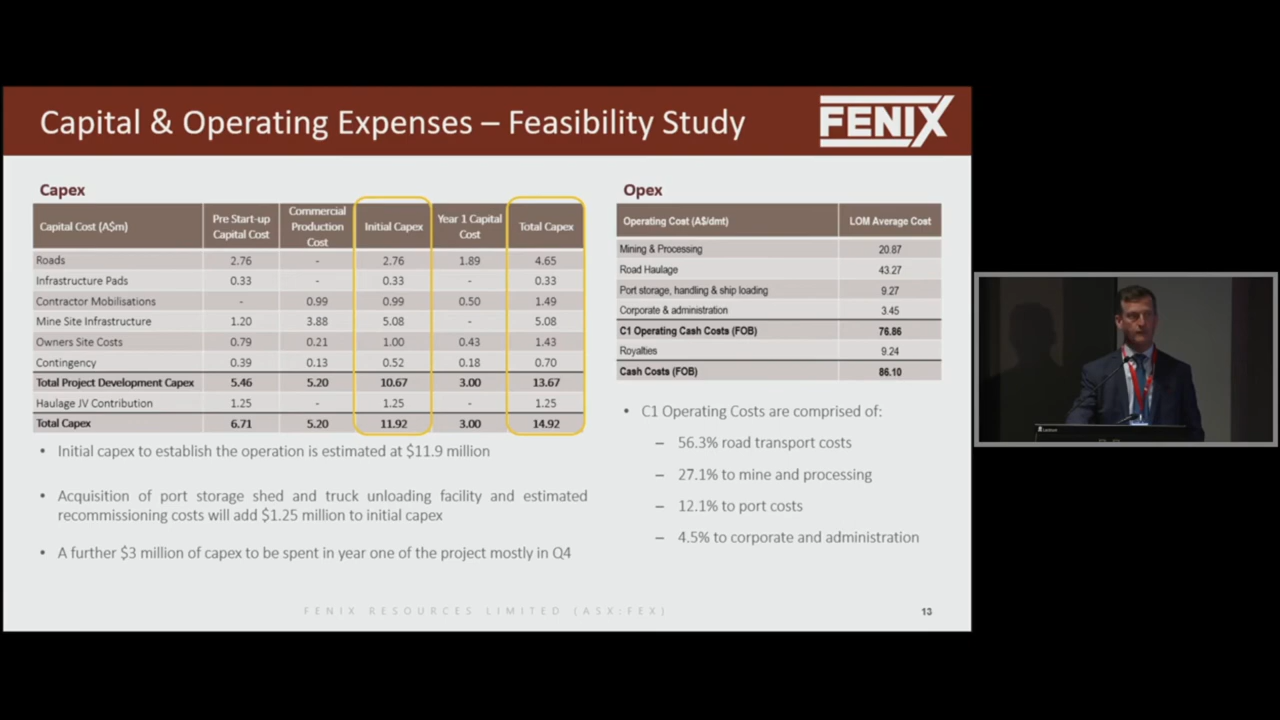 Capital & Operating Expenses – Feasibility Study
FENIX
Capex
Capital Cost (A$m) Pre Start-up Capital Cost Commercial Production Cost Initial Capex Year 1 Capital Cost Total Capex
Roads 2.76 - 2.76 1.89 4.65
Infrastructure Pads 0.33 - 0.33 - 0.33
Contractor Mobilisations - 0.99 0.99 0.50 1.49
Mine Site Infrastructure 1.20 3.88 5.08 - 5.08
Owners Site Costs 0.79 0.21 1.00 0.43 1.43
Contingency 0.39 0.13 0.52 0.18 0.70
Total Project Development Capex 5.46 5.20 10.67 3.00 13.67
Haulage JV Contribution 1.25 - 1.25 - 1.25
Total Capex 6.71 5.20 11.92 3.00 14.92
• Initial capex to establish the operation is estimated at $11.9 million
• Acquisition of port storage shed and truck unloading facility and estimated
recommissioning costs will add $1.25 million to initial capex
• A further $3 million of capex to be spent in year one of the project mostly in Q4
Opex
Operating Cost (A$/dmt) LOM Average Cost
Mining & Processing 20.87
Road Haulage 43.27
Port storage, handling & ship loading 9.27
Corporate & administration 3.45
C1 Operating Cash Costs (FOB) 76.86
Royalties 9.24
Cash Costs (FOB) 86.10
• C1 Operating Costs are comprised of:
– 56.3% road transport costs
– 27.1% to mine and processing
– 12.1% to port costs
– 4.5% to corporate and administration
FENIX RESOURCES LIMITED (ASX:FEX)
13